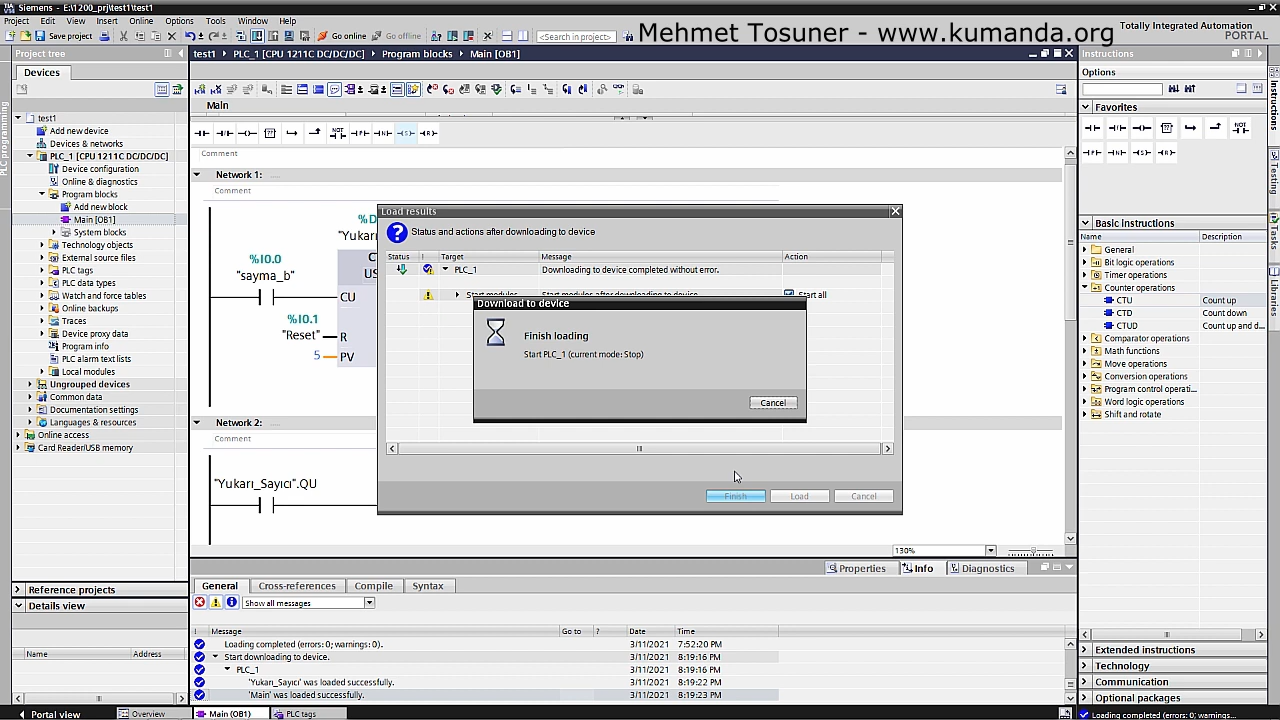 Siemens - E:\1200_prj\test1\test1
Mehmet Tosuner - www.kumanda.org
Project Edit View Insert Online Options Tools Window Help
Totally Integrated Automation
PORTAL
Save project
Go online
Go offline
<Search in project>
Project tree
test1 PLC_1 [CPU 1211C DC/DC/DC] Program blocks Main [OB1]
Instructions
Devices
Options
Main
Favorites
test1
Add new device
Devices & networks
PLC_1 [CPU 1211C DC/DC/DC]
Device configuration
Online & diagnostics
Program blocks
Add new block
Main [OB1]
System blocks
Technology objects
External source files
PLC tags
PLC data types
Watch and force tables
Online backups
Traces
Device proxy data
Program info
PLC alarm text lists
Local modules
Ungrouped devices
Common data
Documentation settings
Languages & resources
Online access
Card Reader/USB memory
Reference projects
Details view
Name Address
PLC programming
Comment
Network 1: .....
Comment
%D
"Yukarı
%I0.0
"sayma_b"
CU
%I0.1
"Reset"
R
5 PV
Network 2: .....
Comment
"Yukarı_Sayıcı".QU
Load results
Status and actions after downloading to device
Status ! Target Message Action
PLC_1 Downloading to device completed without error.
Start modules Start modules after downloading to device. Start all
Download to device
Finish loading
Start PLC_1 (current mode: Stop)
Cancel
Finish Load Cancel
130%
Basic instructions
Name Description
General
Bit logic operations
Timer operations
Counter operations
CTU Count up
CTD Count down
CTUD Count up and d...
Comparator operations
Math functions
Move operations
Conversion operations
Program control operati...
Word logic operations
Shift and rotate
Extended instructions
Technology
Communication
Optional packages
Instructions
Testing
Tasks
Libraries
Properties Info Diagnostics
General Cross-references Compile Syntax
Show all messages
! Message Go to ? Date Time
Loading completed (errors: 0; warnings: 0). 3/11/2021 7:52:20 PM
Start downloading to device. 3/11/2021 8:19:16 PM
PLC_1 3/11/2021 8:19:16 PM
'Yukarı_Sayıcı' was loaded successfully. 3/11/2021 8:19:22 PM
'Main' was loaded successfully. 3/11/2021 8:19:23 PM
Portal view Overview Main (OB1) PLC tags Loading completed (errors: 0; warnings...